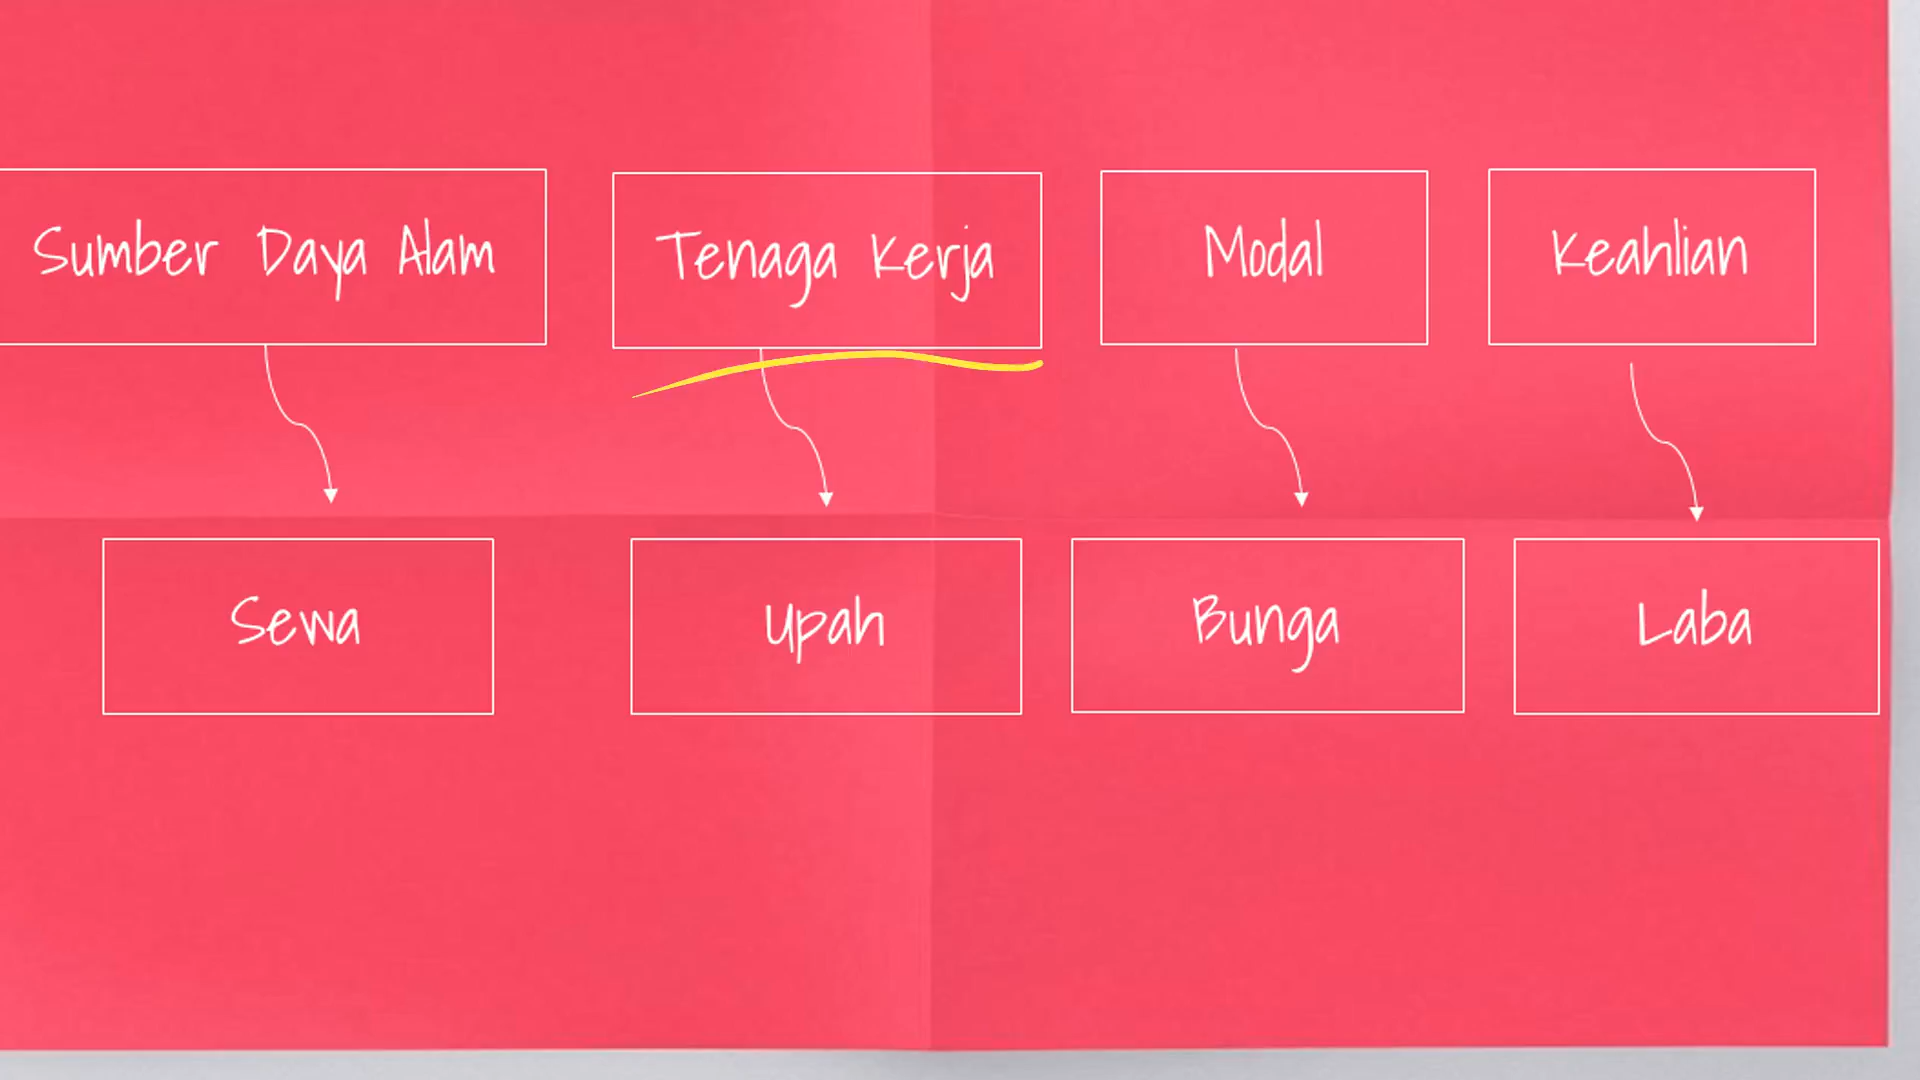 Sumber Daya Alam
Tenaga Kerja
Modal
Keahlian
Sewa
Upah
Bunga
Laba